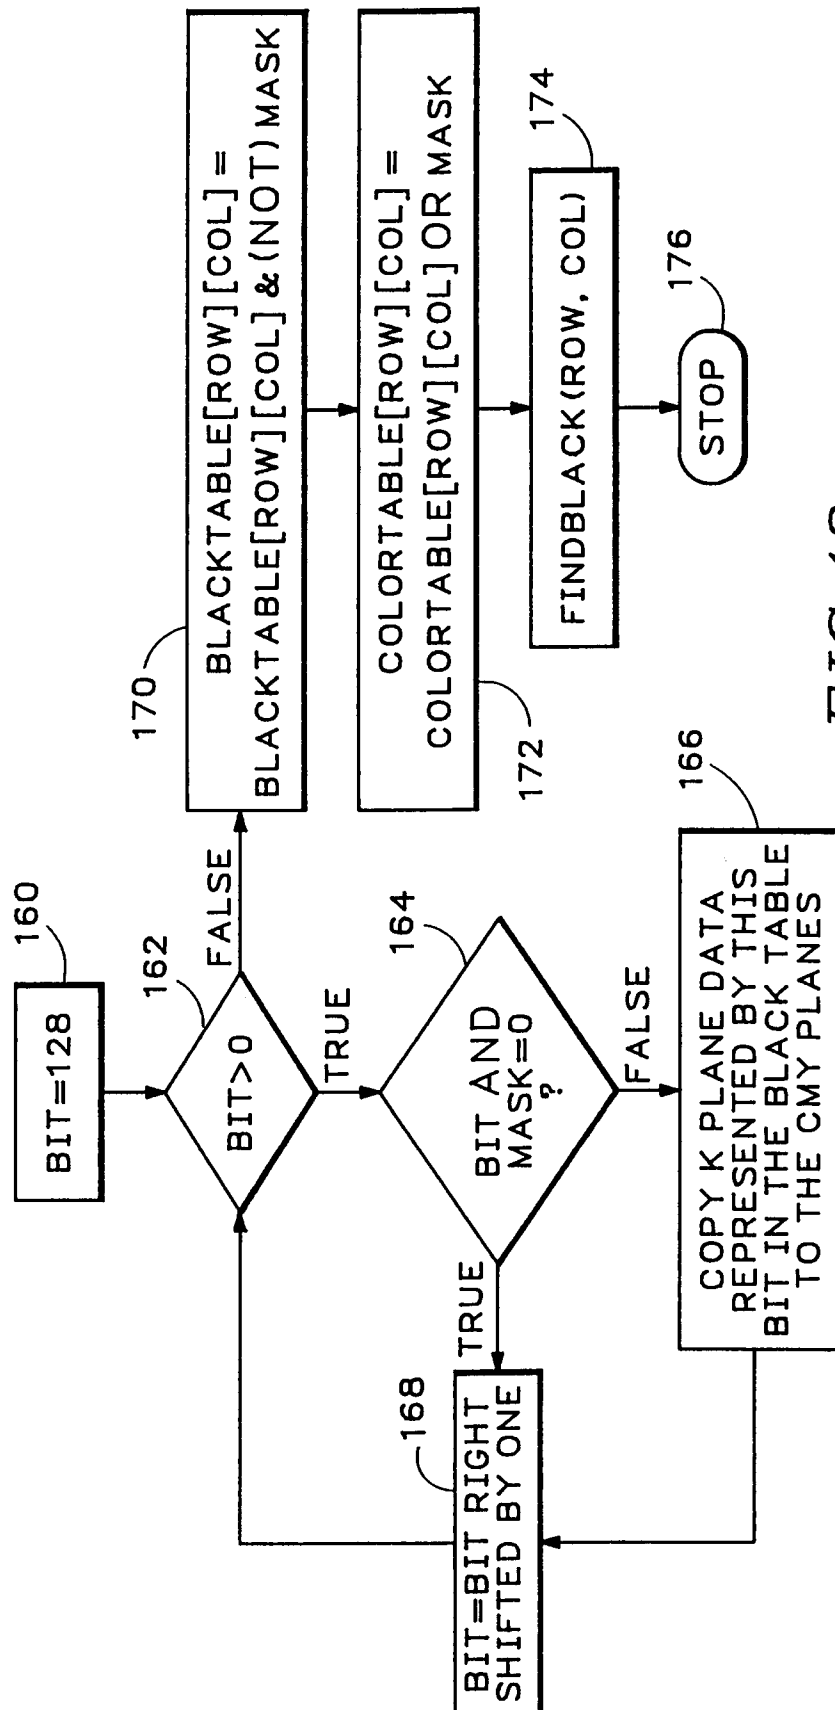 160
BIT=128
162
BIT>0
FALSE
TRUE
164
BIT AND
MASK=0
?
TRUE
FALSE
168
BIT=BIT RIGHT
SHIFTED BY ONE
166
COPY K PLANE DATA
REPRESENTED BY THIS
BIT IN THE BLACK TABLE
TO THE CMY PLANES
170
BLACKTABLE[ROW][COL]=
BLACKTABLE[ROW][COL]&(NOT)MASK
172
COLORTABLE[ROW][COL]=
COLORTABLE[ROW][COL]OR MASK
174
FINDBLACK(ROW, COL)
176
STOP